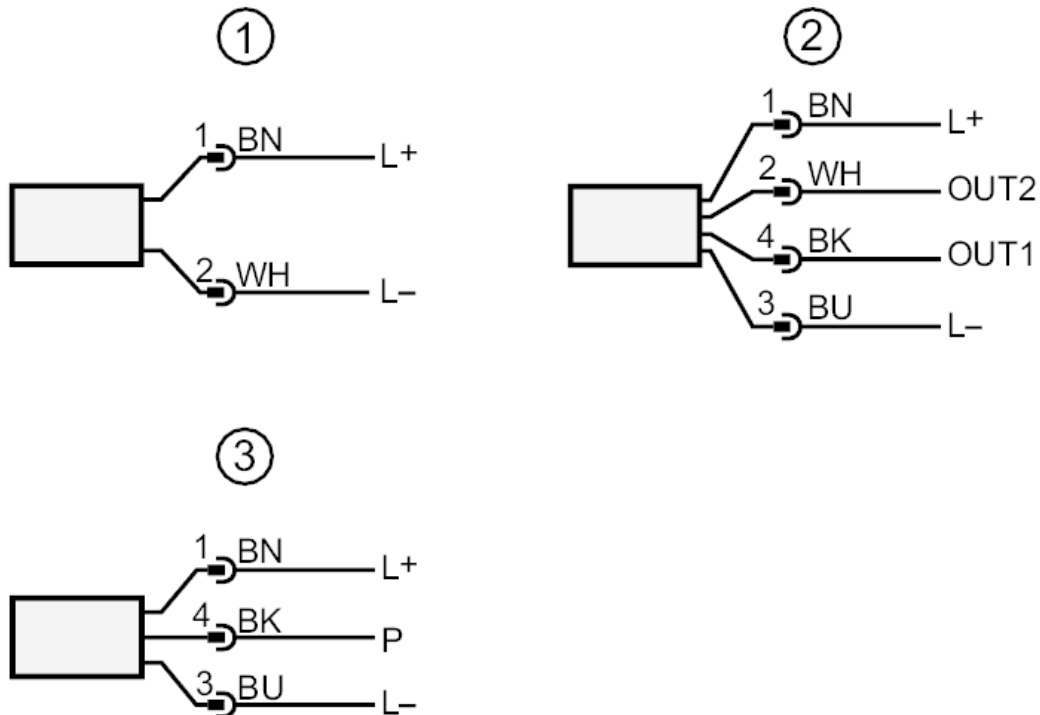 1
1 BN L+
2 WH L–
2
1 BN L+
2 WH OUT2
4 BK OUT1
3 BU L–
3
1 BN L+
4 BK P
3 BU L–